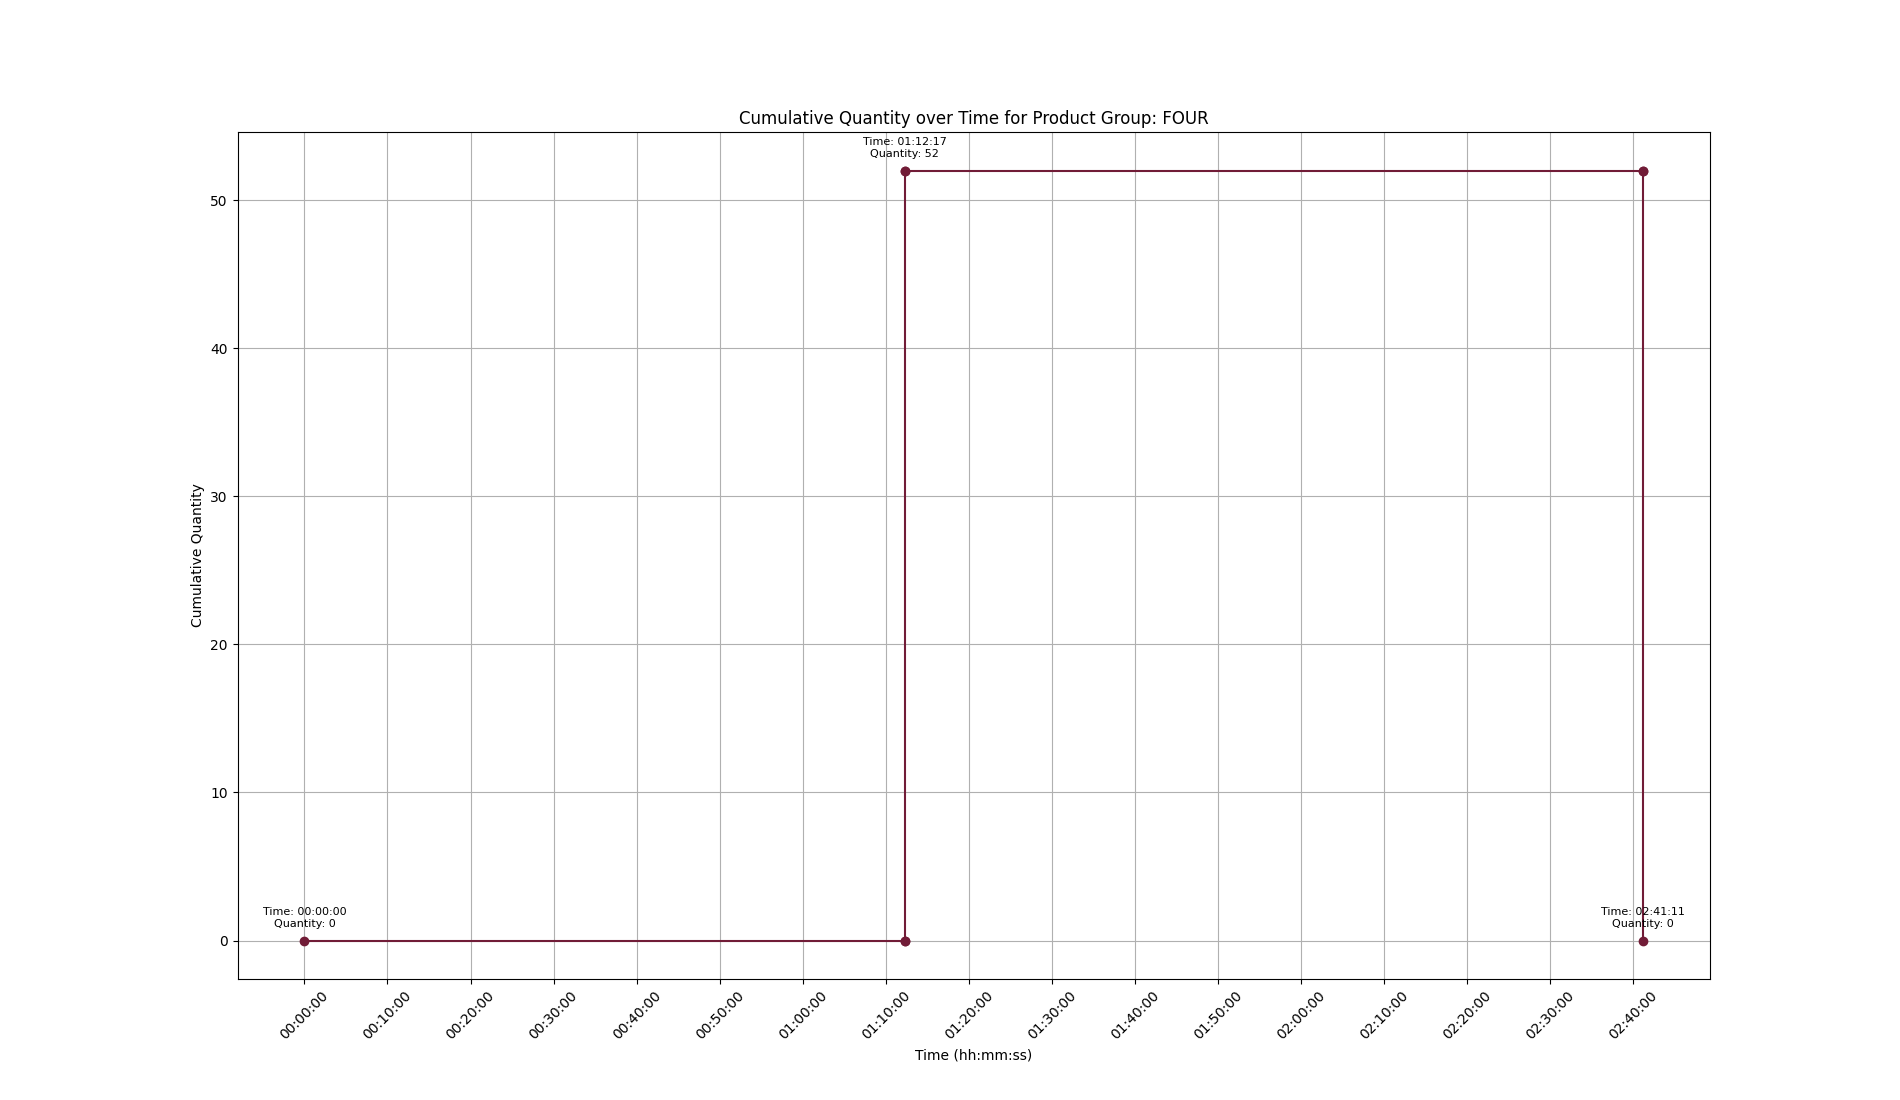 Cumulative Quantity over Time for Product Group: FOUR
Time: 01:12:17
Quantity: 52
50
40
30
20
10
0
Cumulative Quantity
Time: 00:00:00
Quantity: 0
Time: 02:41:11
Quantity: 0
00:00:00
00:10:00
00:20:00
00:30:00
00:40:00
00:50:00
01:00:00
01:10:00
01:20:00
01:30:00
01:40:00
01:50:00
02:00:00
02:10:00
02:20:00
02:30:00
02:40:00
Time (hh:mm:ss)